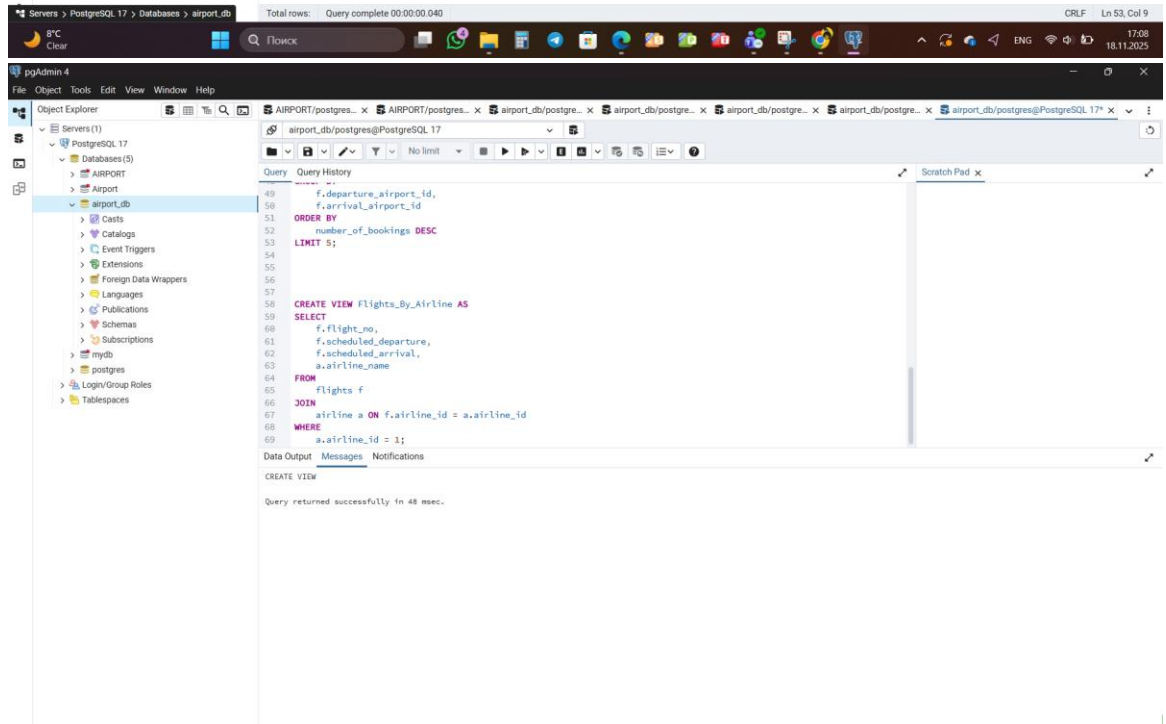 Servers > PostgreSQL 17 > Databases > airport_db
Total rows: Query complete 00:00:00.040
CRLF Ln 53, Col 9
8°C
Clear
Поиск
ENG
17:08
18.11.2025
pgAdmin 4
File Object Tools Edit View Window Help
Object Explorer
AIRPORT/postgres... x AIRPORT/postgres... x airport_db/postgre... x airport_db/postgre... x airport_db/postgre... x airport_db/postgre... x airport_db/postgres@PostgreSQL 17* x
Servers (1)
PostgreSQL 17
Databases (5)
AIRPORT
Airport
airport_db
Casts
Catalogs
Event Triggers
Extensions
Foreign Data Wrappers
Languages
Publications
Schemas
Subscriptions
mydb
postgres
Login/Group Roles
Tablespaces
airport_db/postgres@PostgreSQL 17
No limit
Query Query History
Scratch Pad x
49 f.departure_airport_id,
50 f.arrival_airport_id
51 ORDER BY
52 number_of_bookings DESC
53 LIMIT 5;
54
55
56
57
58 CREATE VIEW Flights_By_Airline AS
59 SELECT
60 f.flight_no,
61 f.scheduled_departure,
62 f.scheduled_arrival,
63 a.airline_name
64 FROM
65 flights f
66 JOIN
67 airline a ON f.airline_id = a.airline_id
68 WHERE
69 a.airline_id = 1;
Data Output Messages Notifications
CREATE VIEW
Query returned successfully in 48 msec.